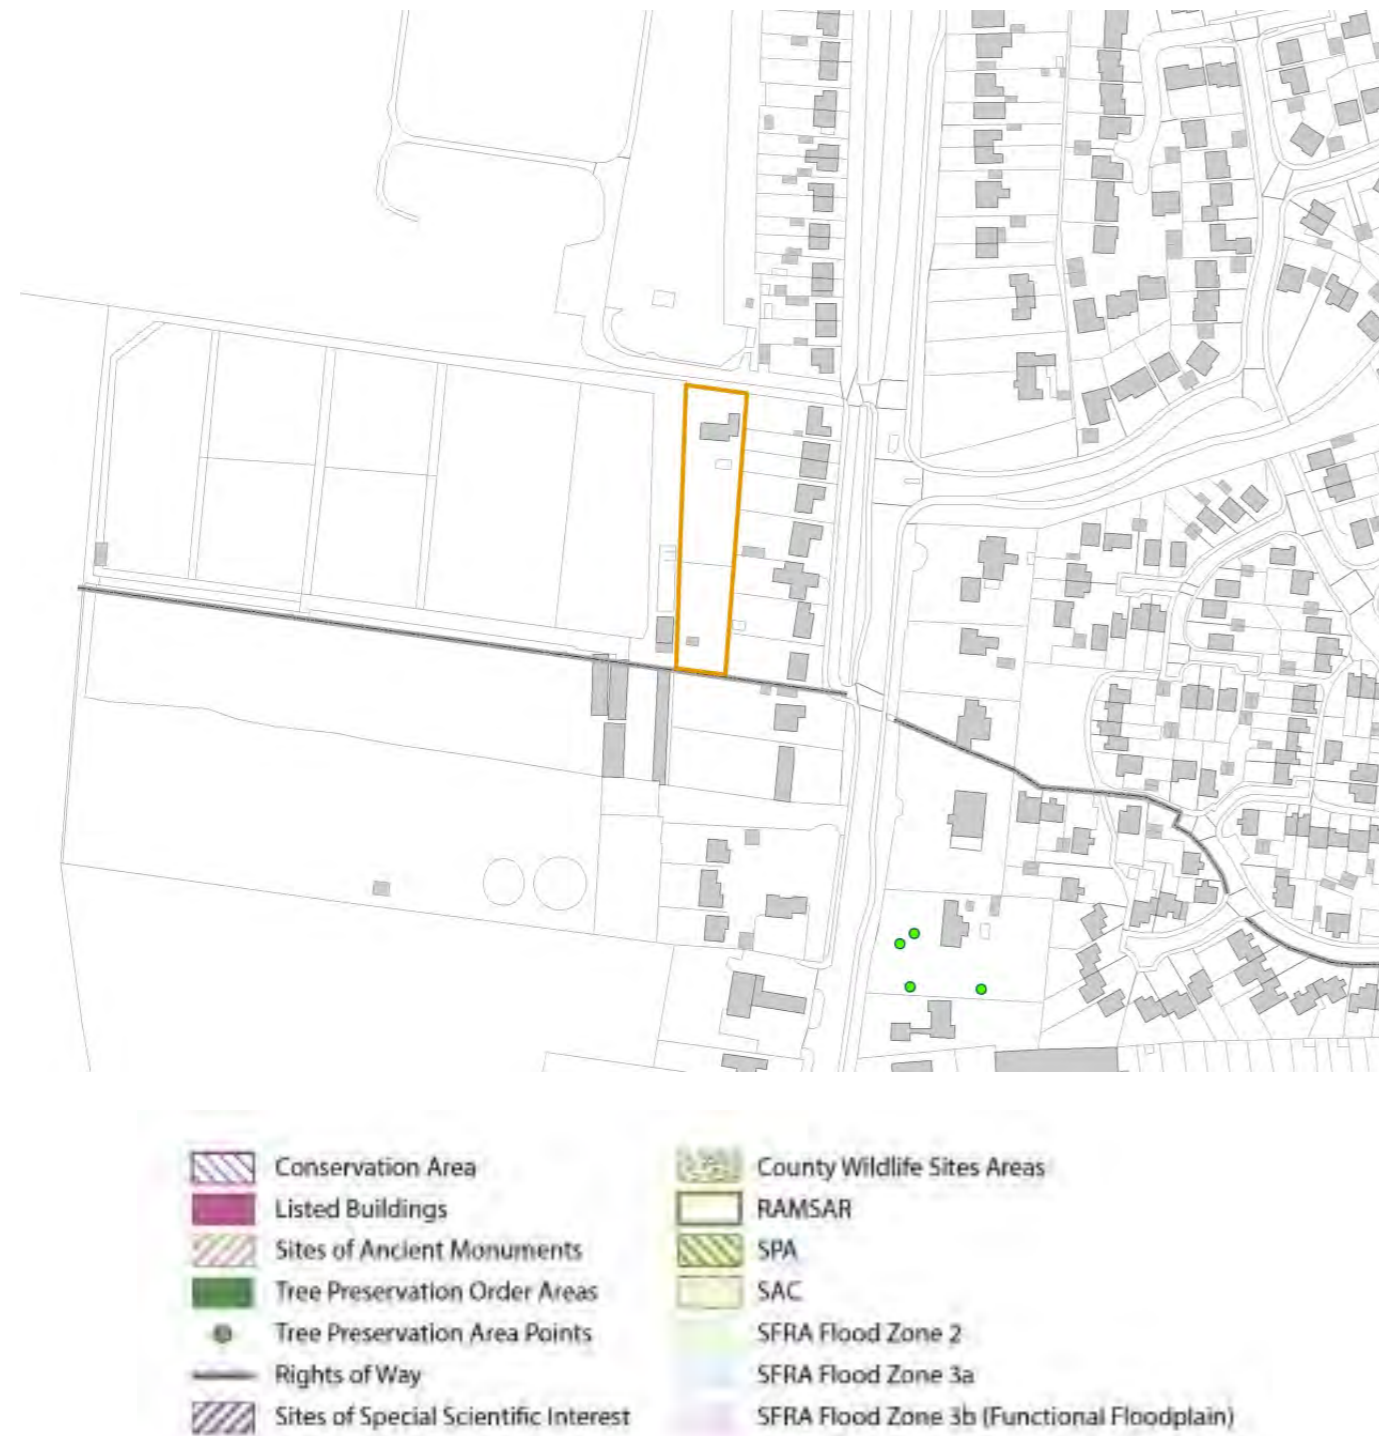 Conservation Area
Listed Buildings
Sites of Ancient Monuments
Tree Preservation Order Areas
Tree Preservation Area Points
Rights of Way
Sites of Special Scientific Interest
County Wildlife Sites Areas
RAMSAR
SPA
SAC
SFRA Flood Zone 2
SFRA Flood Zone 3a
SFRA Flood Zone 3b (Functional Floodplain)